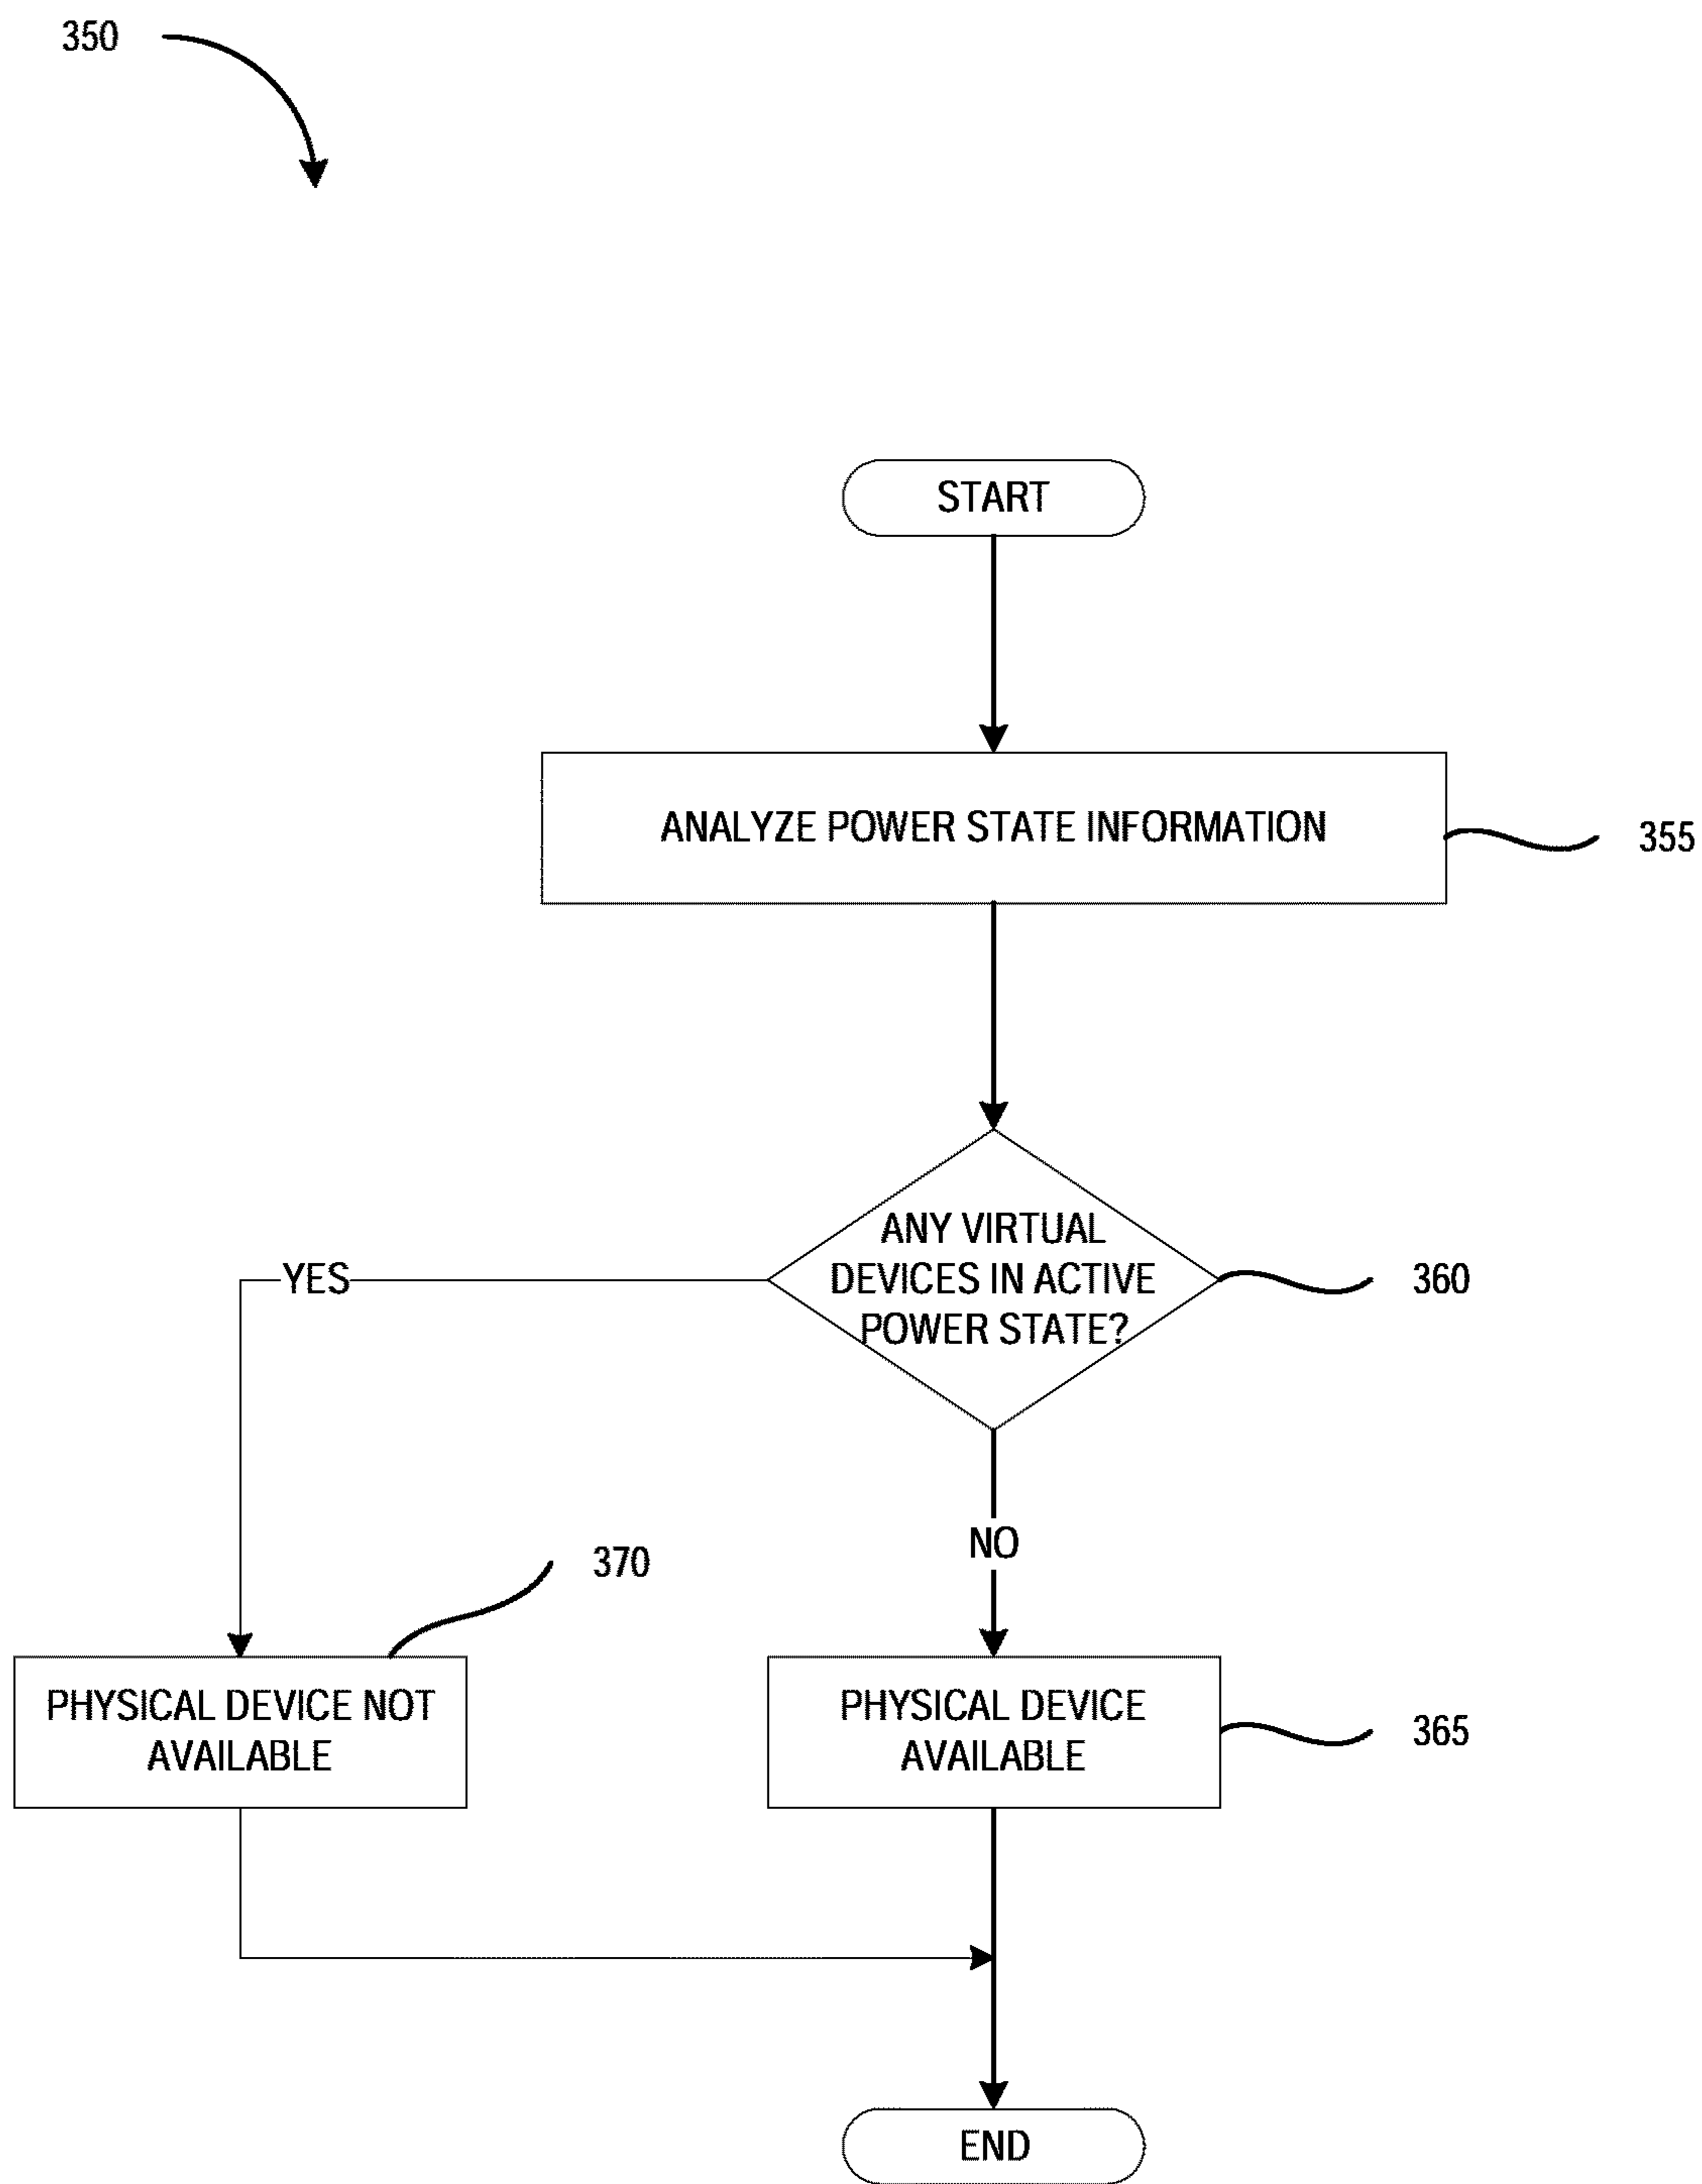 350
START
ANALYZE POWER STATE INFORMATION
355
ANY VIRTUAL
DEVICES IN ACTIVE
POWER STATE?
360
YES
NO
370
PHYSICAL DEVICE NOT
AVAILABLE
PHYSICAL DEVICE
AVAILABLE
365
END